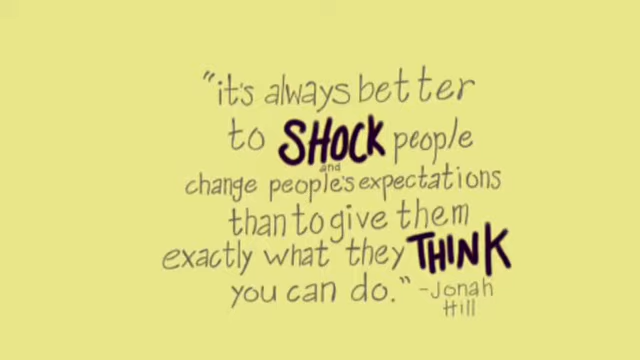 "it's always better
to SHOCK people
and
change people's expectations
than to give them
exactly what they THINK
you can do." -Jonah
Hill